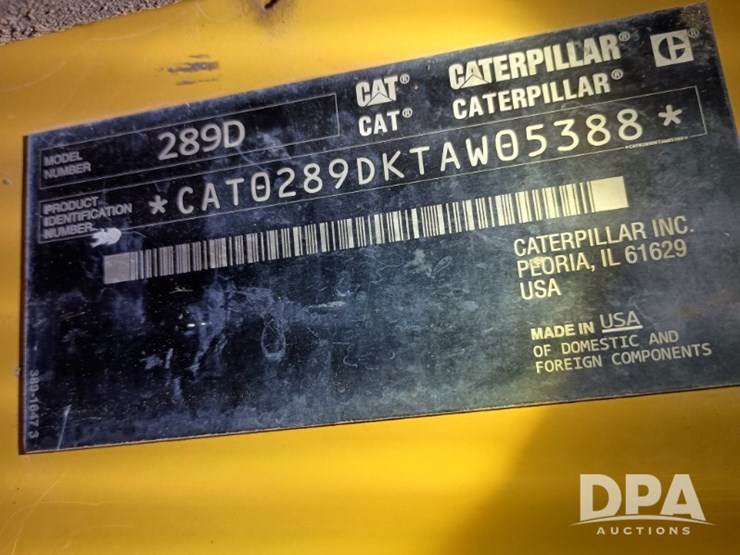 CAT® CATERPILLAR® C®
CAT® CATERPILLAR®
MODEL NUMBER 289D
PRODUCT IDENTIFICATION NUMBER *CAT0289DKTAW05388*
CATERPILLAR INC.
PEORIA, IL 61629
USA
MADE IN USA
OF DOMESTIC AND
FOREIGN COMPONENTS
DPA
AUCTIONS